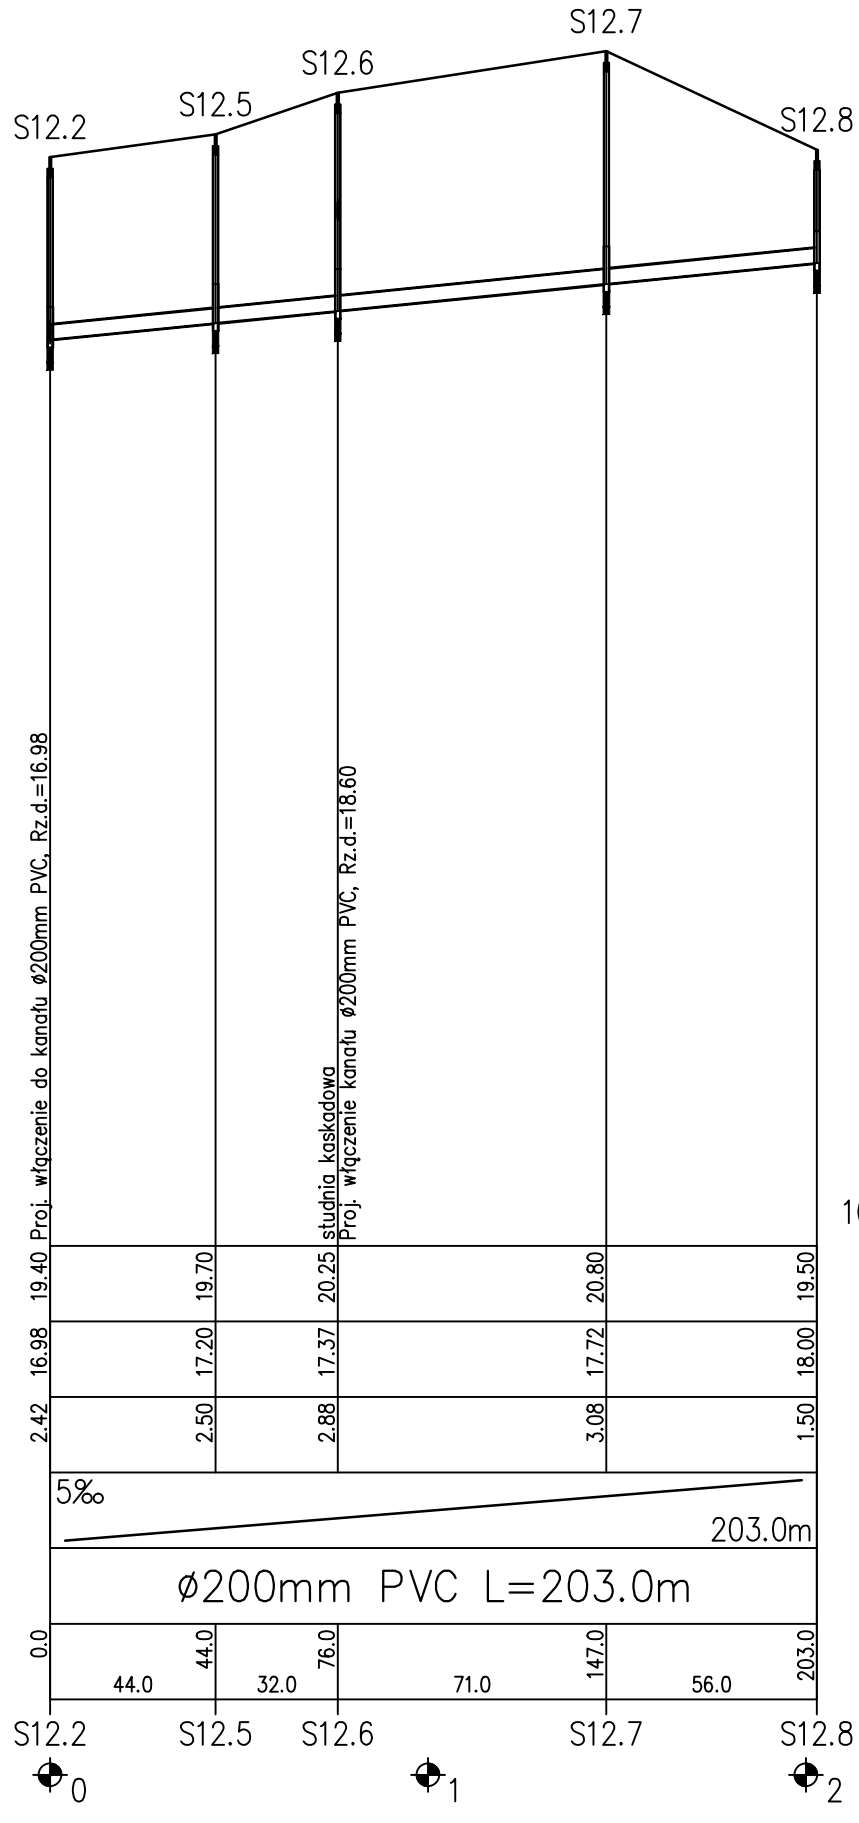 S12.7
S12.6
S12.5
S12.2
S12.8
Proj. włączenie do kanału ø200mm PVC, Rz.d.=16.98
studnia kaskadowa
Proj. włączenie kanału ø200mm PVC, Rz.d.=18.60
19.40 19.70 20.25 20.80 19.50
16.98 17.20 17.37 17.72 18.00
2.42 2.50 2.88 3.08 1.50
5‰
203.0m
ø200mm PVC L=203.0m
0.0 44.0 76.0 147.0 203.0
44.0 32.0 71.0 56.0
S12.2 S12.5 S12.6 S12.7 S12.8
0 1 2